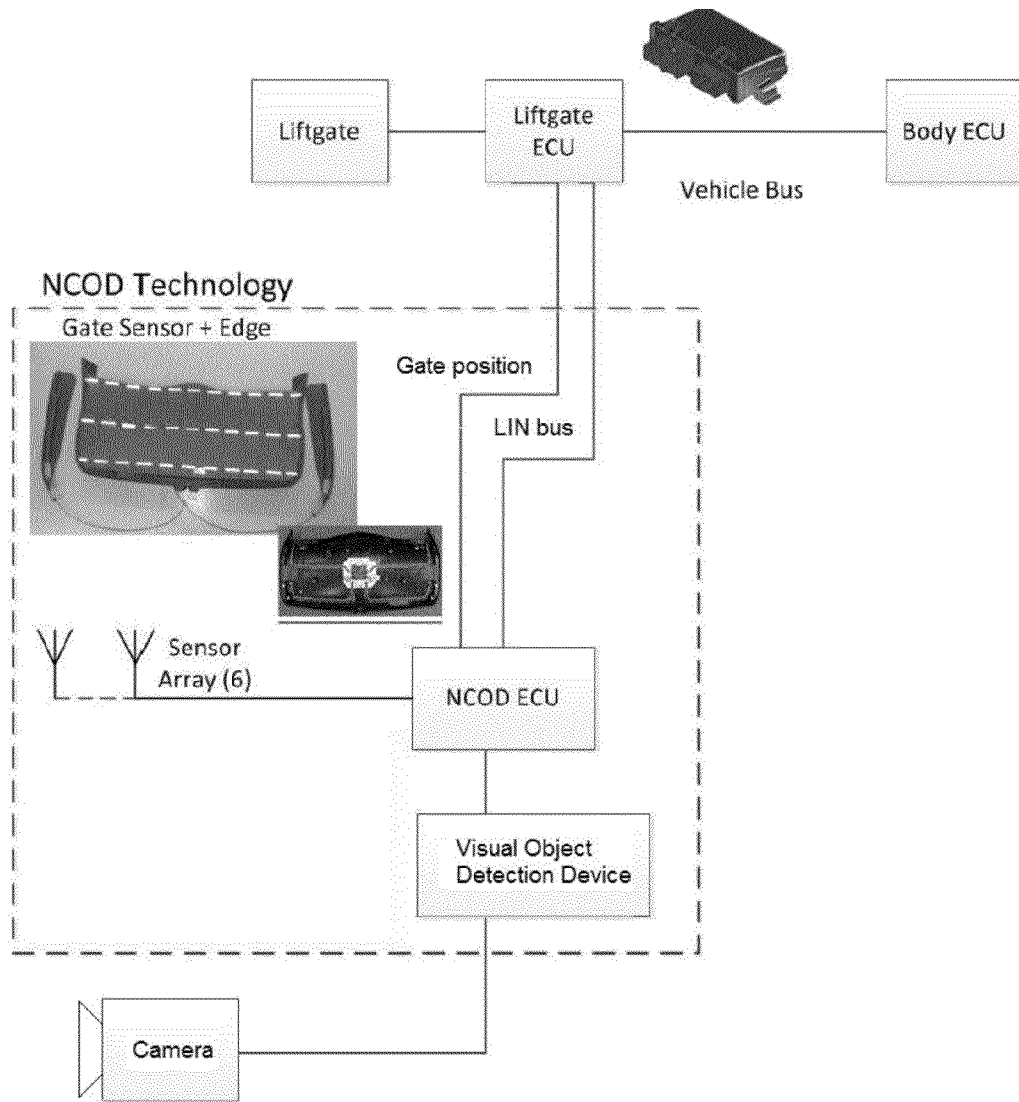 Liftgate
Liftgate
ECU
Body ECU
Vehicle Bus
NCOD Technology
Gate Sensor + Edge
Gate position
LIN bus
Sensor
Array (6)
NCOD ECU
Visual Object
Detection Device
Camera